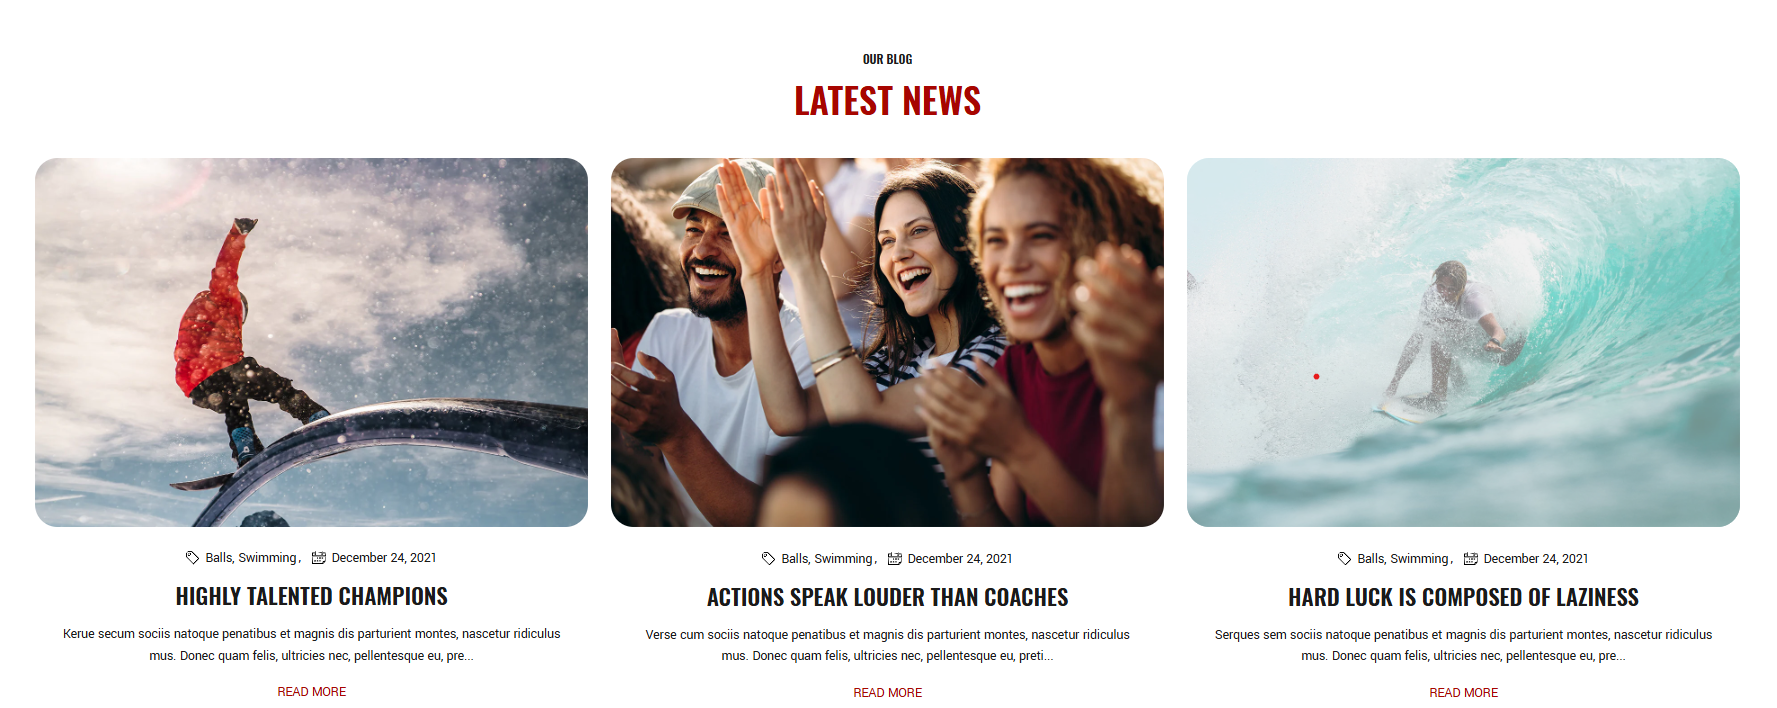 OUR BLOG
LATEST NEWS
Balls, Swimming, December 24, 2021
HIGHLY TALENTED CHAMPIONS
Kerue secum sociis natoque penatibus et magnis dis parturient montes, nascetur ridiculus
mus. Donec quam felis, ultricies nec, pellentesque eu, pre...
READ MORE
Balls, Swimming, December 24, 2021
ACTIONS SPEAK LOUDER THAN COACHES
Verse cum sociis natoque penatibus et magnis dis parturient montes, nascetur ridiculus
mus. Donec quam felis, ultricies nec, pellentesque eu, preti...
READ MORE
Balls, Swimming, December 24, 2021
HARD LUCK IS COMPOSED OF LAZINESS
Serques sem sociis natoque penatibus et magnis dis parturient montes, nascetur ridiculus
mus. Donec quam felis, ultricies nec, pellentesque eu, pre...
READ MORE